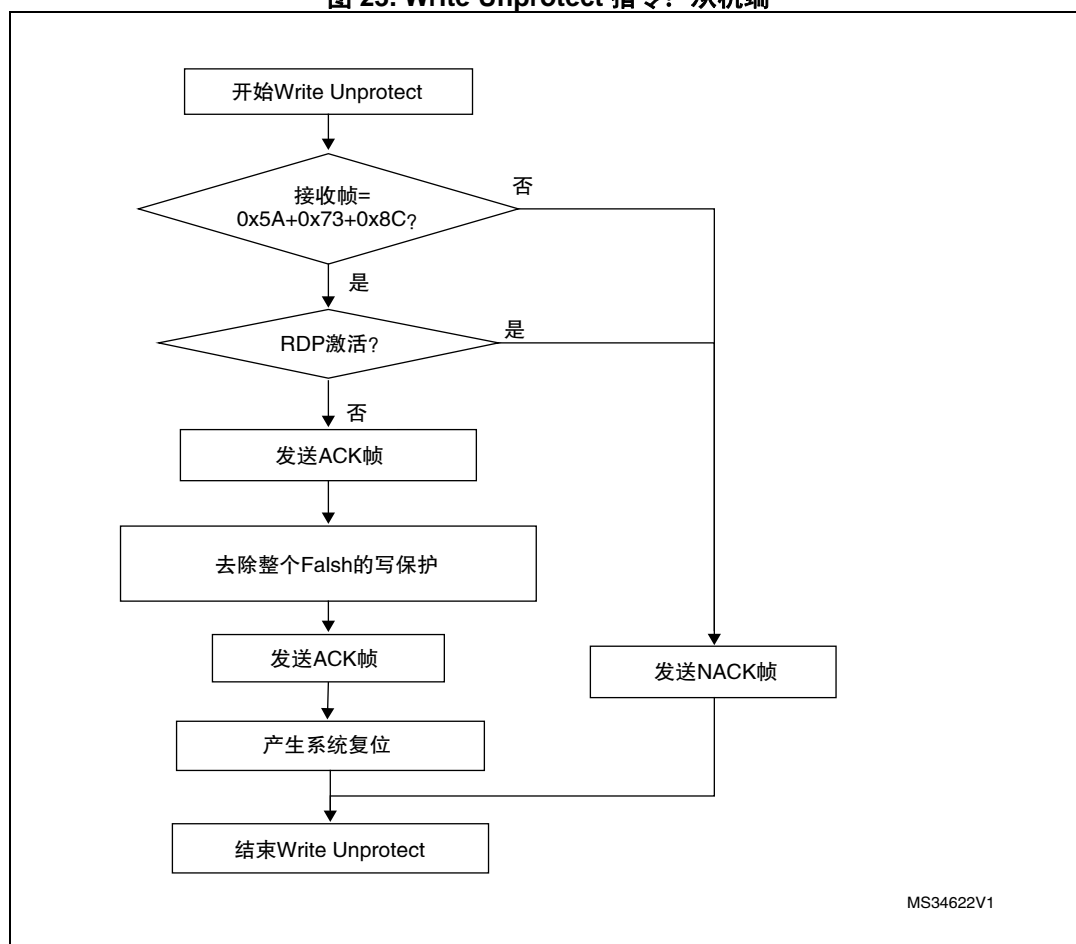 开始Write Unprotect
接收帧=
0x5A+0x73+0x8C?
否
是
RDP激活?
是
否
发送ACK帧
去除整个Falsh的写保护
发送ACK帧
发送NACK帧
产生系统复位
结束Write Unprotect
MS34622V1